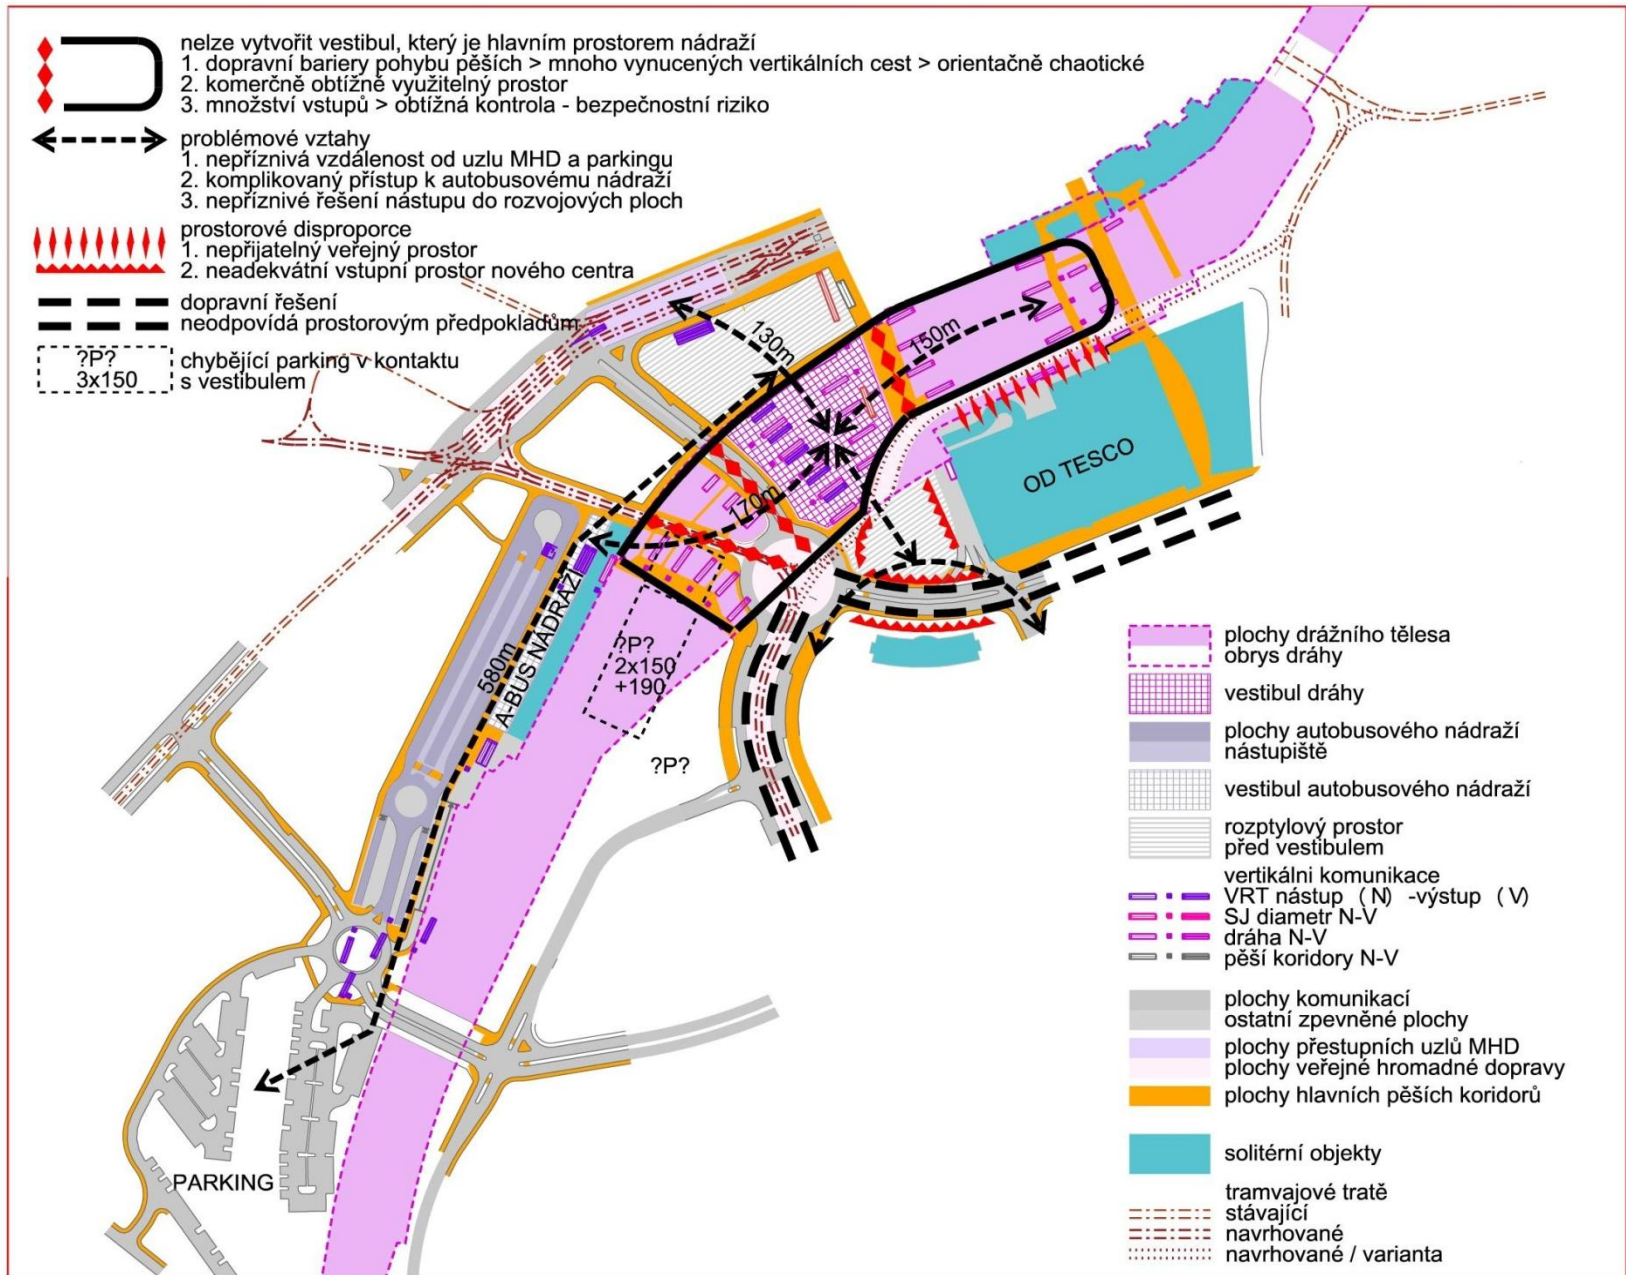 nelze vytvořit vestibul, který je hlavním prostorem nádraží
1. dopravní bariery pohybu pěších > mnoho vynucených vertikálních cest > orientačně chaotické
2. komerčně obtížně využitelný prostor
3. množství vstupů > obtížná kontrola - bezpečnostní riziko
problémové vztahy
1. nepříznivá vzdálenost od uzlu MHD a parkingu
2. komplikovaný přístup k autobusovému nádraží
3. nepříznivé řešení nástupu do rozvojových ploch
prostorové disproporce
1. nepřijatelný veřejný prostor
2. neadekvátní vstupní prostor nového centra
dopravní řešení
neodpovídá prostorovým předpokladům
?P?
3x150
chybějící parking v kontaktu
s vestibulem
130m
150m
170m
OD TESCO
580m
A-BUS NÁDRAŽÍ
?P?
2x150
+190
?P?
PARKING
plochy drážního tělesa
obrys dráhy
vestibul dráhy
plochy autobusového nádraží
nástupiště
vestibul autobusového nádraží
rozptylový prostor
před vestibulem
vertikálni komunikace
VRT nástup ( N) -výstup ( V)
SJ diametr N-V
dráha N-V
pěší koridory N-V
plochy komunikací
ostatní zpevněné plochy
plochy přestupních uzlů MHD
plochy veřejné hromadné dopravy
plochy hlavních pěších koridorů
solitérní objekty
tramvajové tratě
stávající
navrhované
navrhované / varianta